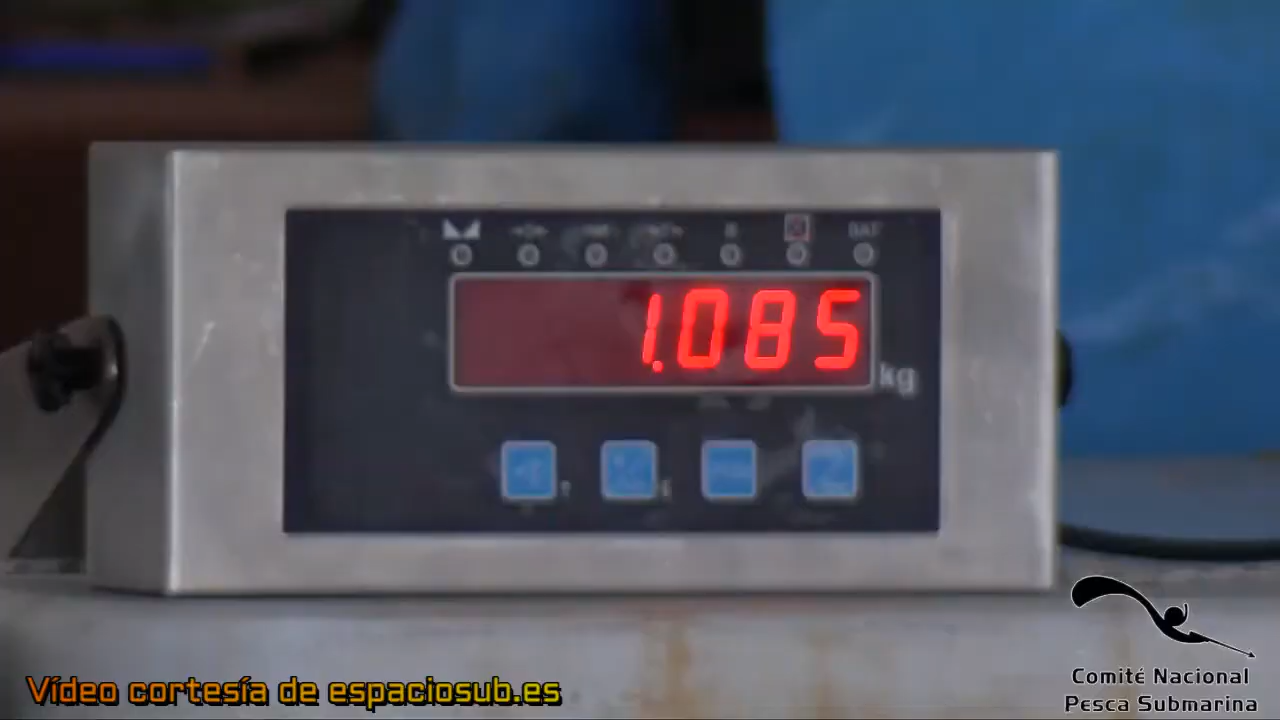 BAT
1.085
kg
Vídeo cortesía de espaciosub.es
Comité Nacional
Pesca Submarina